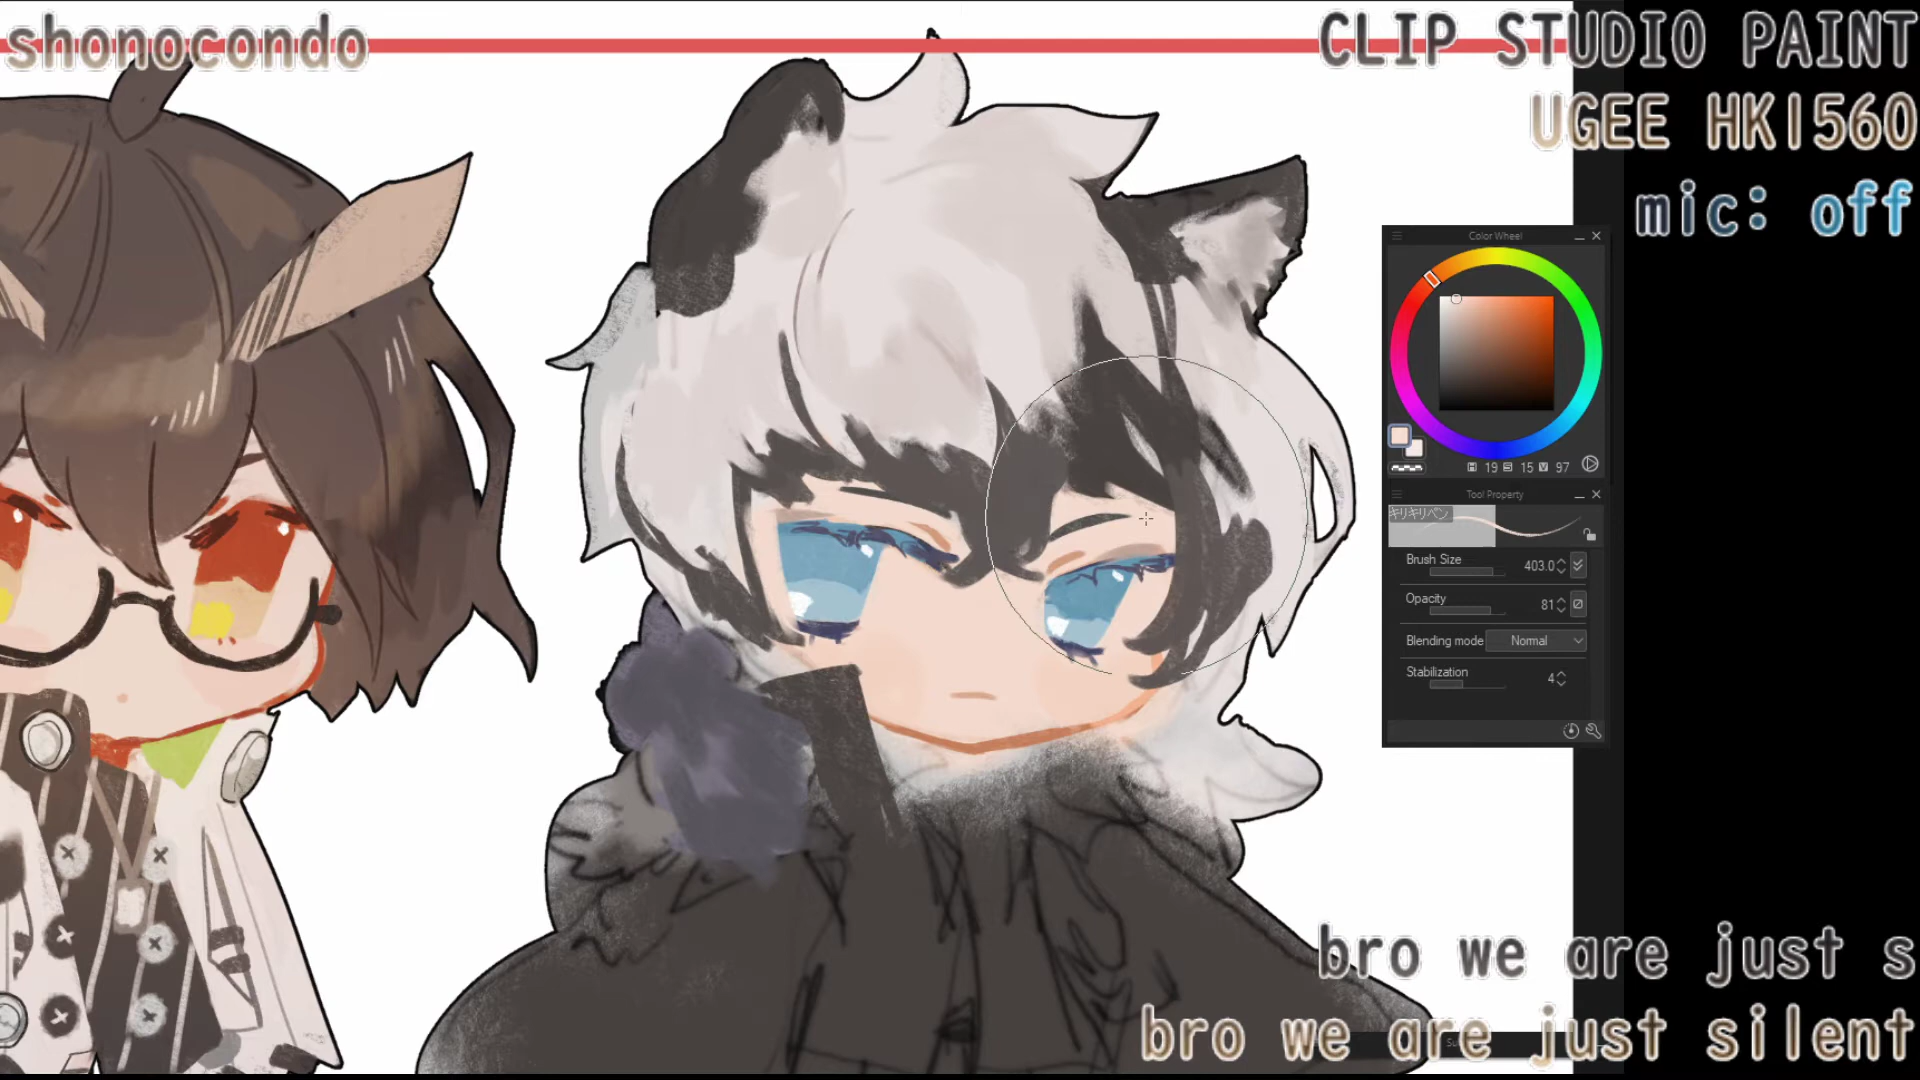 shonocondo
CLIP STUDIO PAINT
UGEE HK1560
mic: off
Color Wheel
H 19 S 15 V 97
Tool Property
キリキリペン
Brush Size 403.0
Opacity 81
Blending mode Normal
Stabilization 4
bro we are just s
bro we are just silent